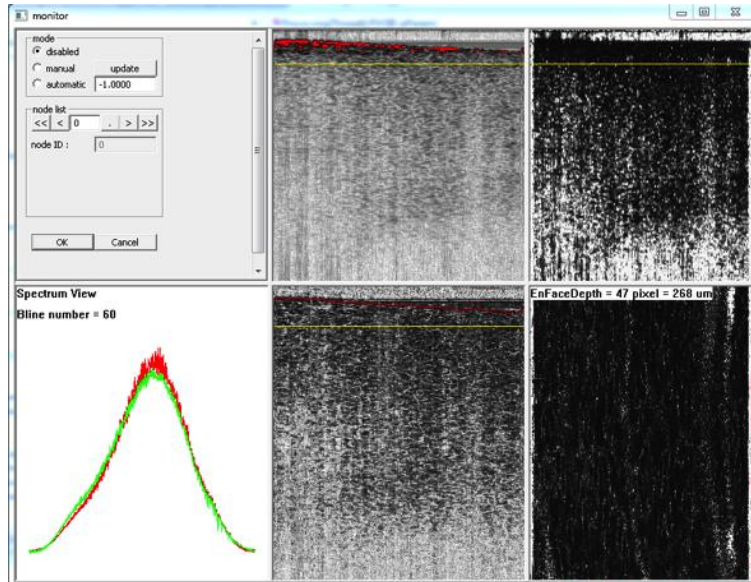 monitor
mode
disabled
manual
update
automatic
-1.0000
node list
<< < 0 . > >>
node ID :
0
OK
Cancel
Spectrum View
Bline number = 60
EnFaceDepth = 47 pixel = 268 um